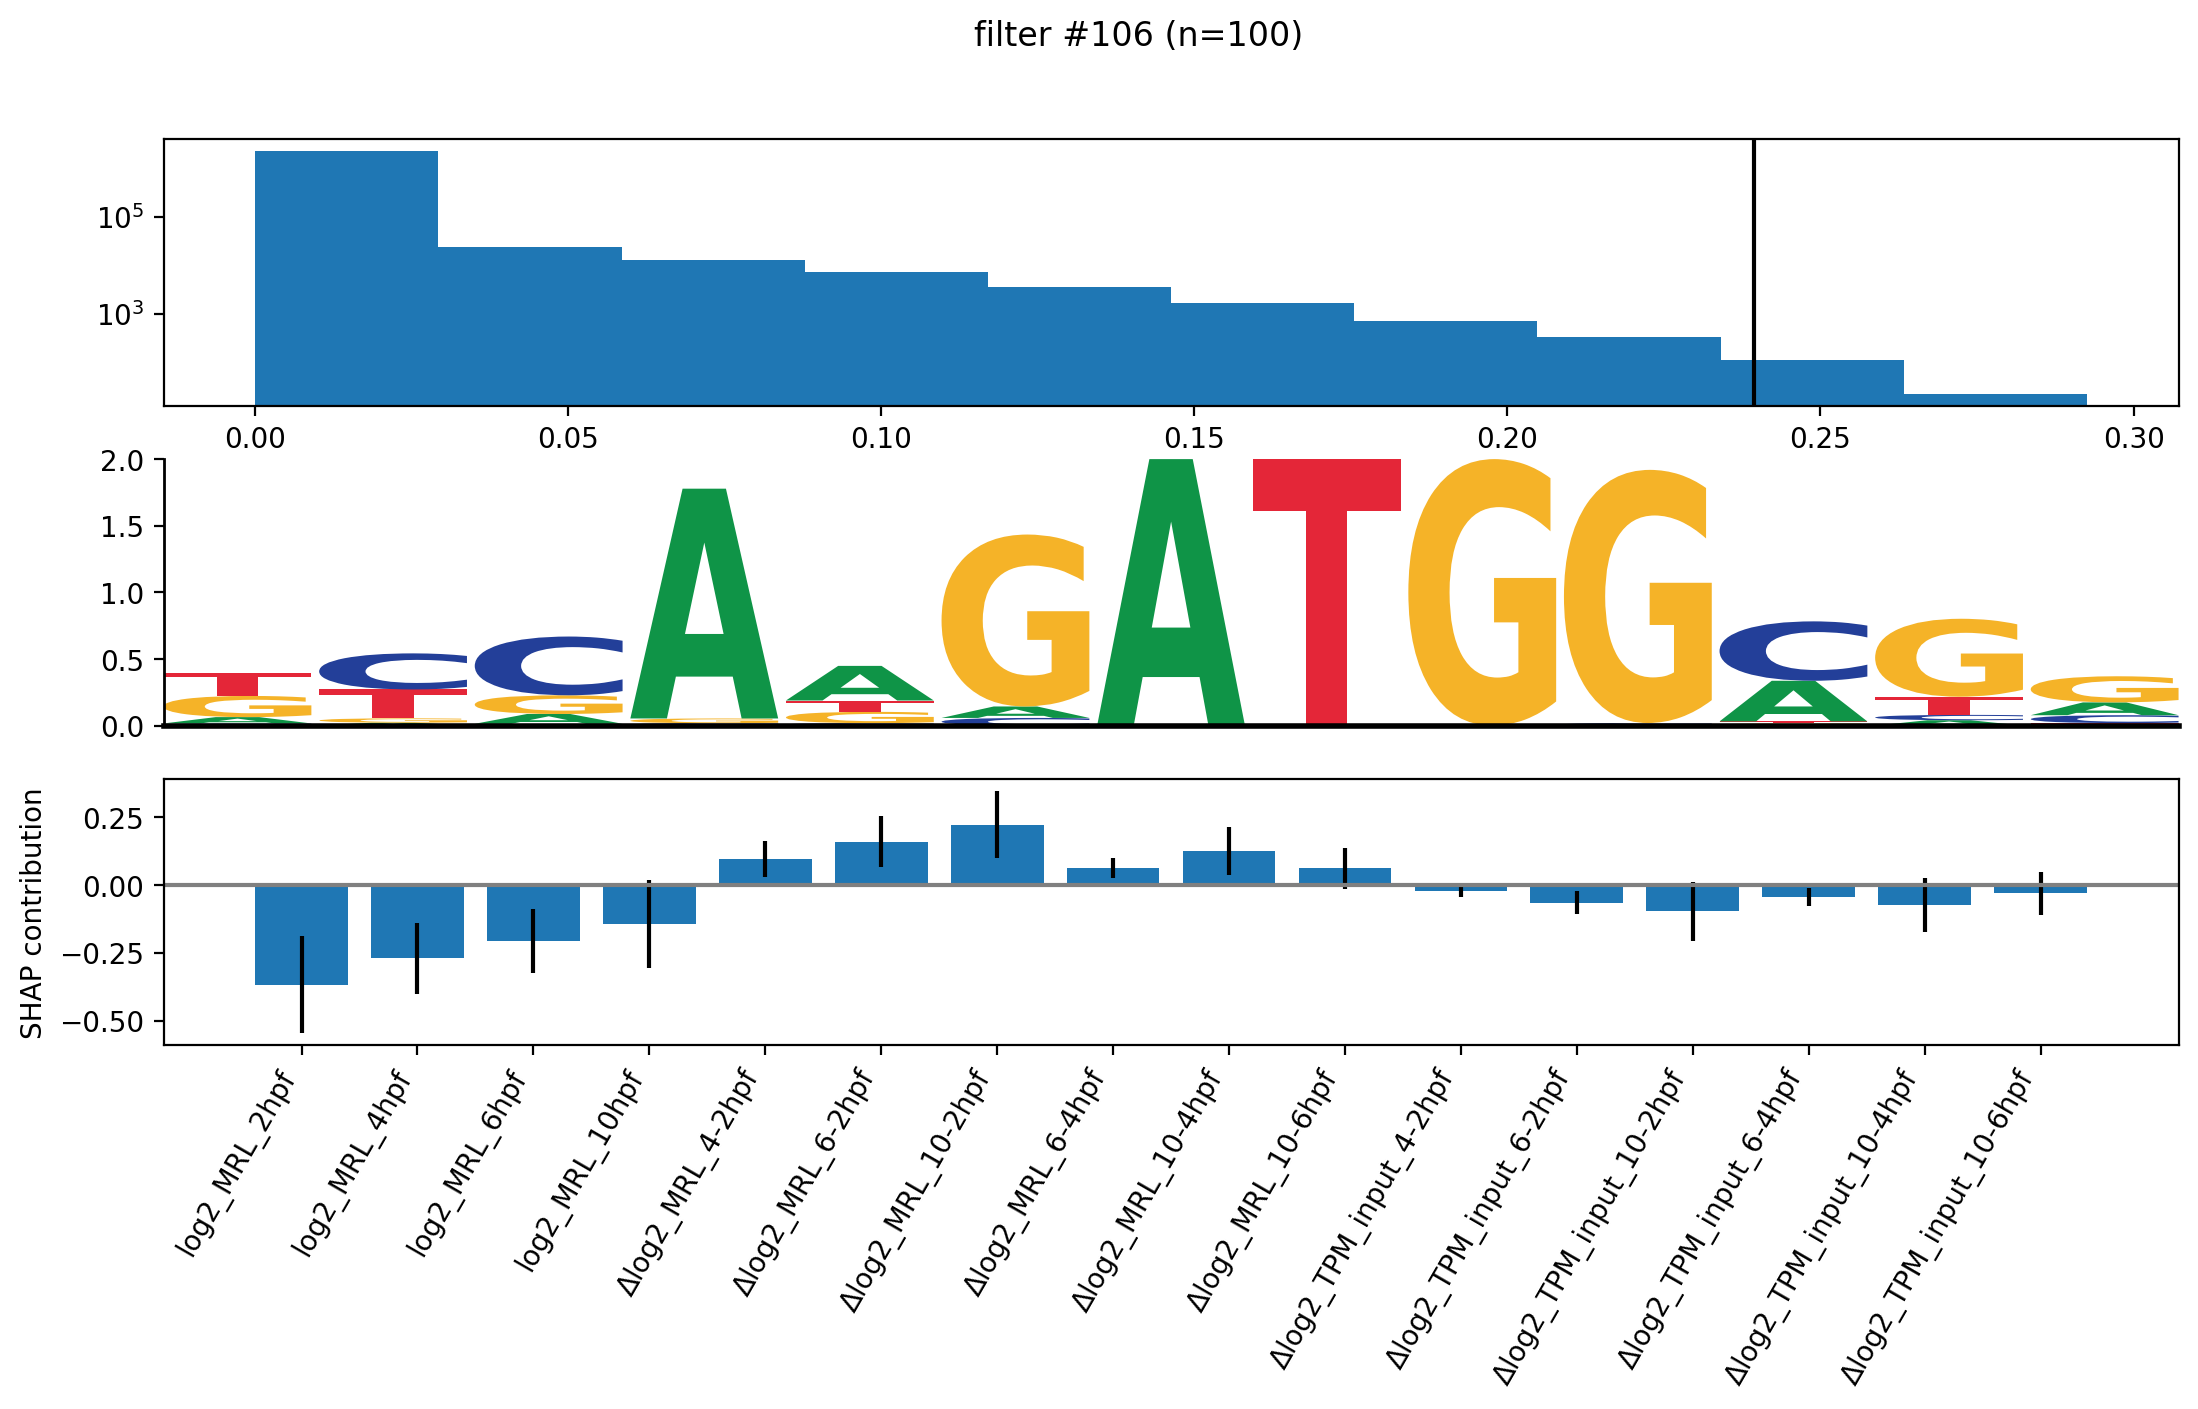 filter #106 (n=100)
10^5
10^3
0.00 0.05 0.10 0.15 0.20 0.25 0.30
2.0
1.5
1.0
0.5
0.0
T C C A A G A T G G C G G
G T G G T A A T A
A G A G C T C C
A
SHAP contribution
0.25
0.00
−0.25
−0.50
log2_MRL_2hpf
log2_MRL_4hpf
log2_MRL_6hpf
log2_MRL_10hpf
Δlog2_MRL_4-2hpf
Δlog2_MRL_6-2hpf
Δlog2_MRL_10-2hpf
Δlog2_MRL_6-4hpf
Δlog2_MRL_10-4hpf
Δlog2_MRL_10-6hpf
Δlog2_TPM_input_4-2hpf
Δlog2_TPM_input_6-2hpf
Δlog2_TPM_input_10-2hpf
Δlog2_TPM_input_6-4hpf
Δlog2_TPM_input_10-4hpf
Δlog2_TPM_input_10-6hpf